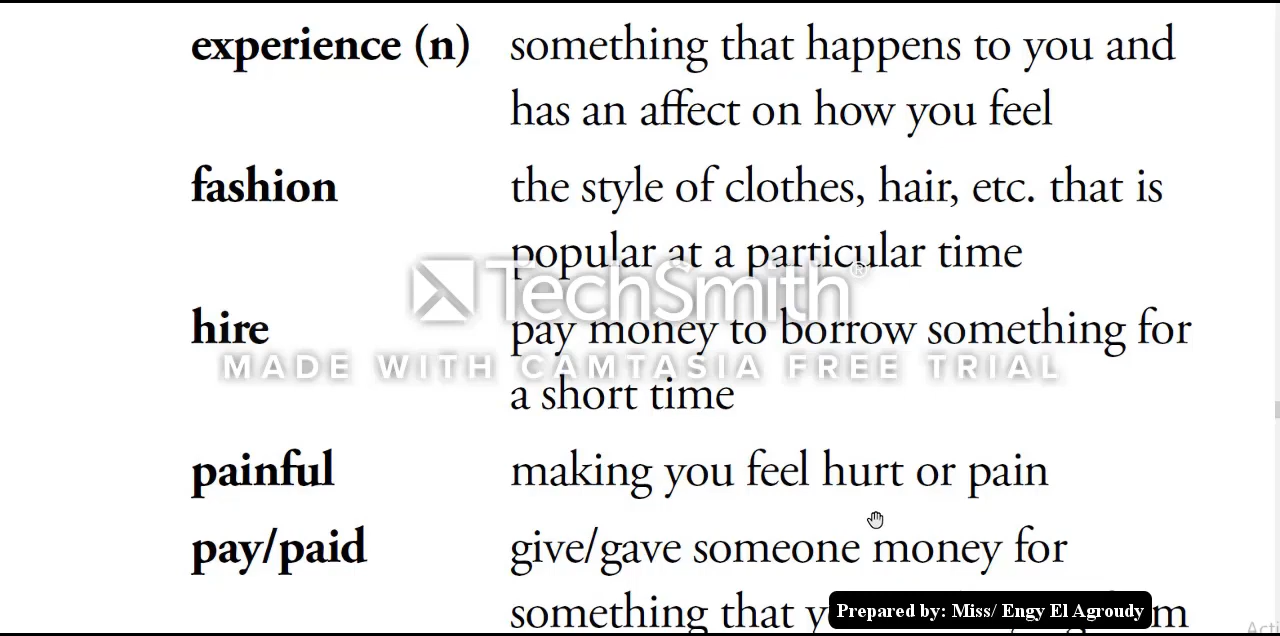 experience (n) something that happens to you and
has an affect on how you feel
fashion the style of clothes, hair, etc. that is
popular at a particular time
TechSmith®
hire pay money to borrow something for
MADE WITH CAMTASIA FREE TRIAL
a short time
painful making you feel hurt or pain
pay/paid give/gave someone money for
something that
Prepared by: Miss/ Engy El Agroudy